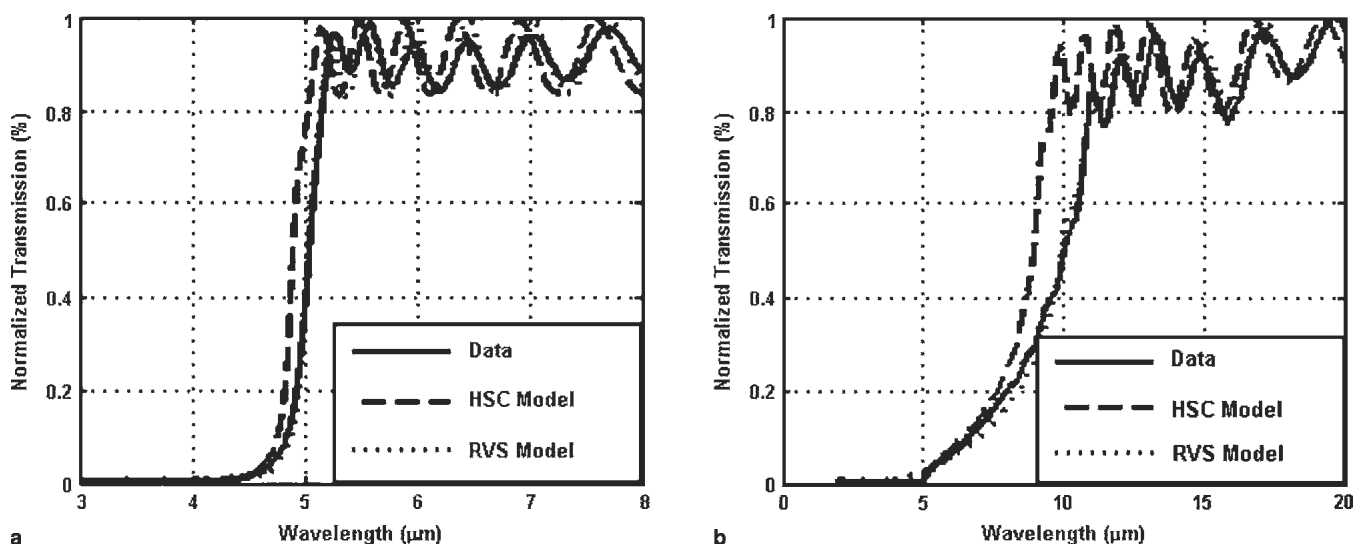 1
0.8
0.6
0.4
0.2
0
Normalized Transmission (%)
3 4 5 6 7 8
Wavelength (μm)
Data
HSC Model
RVS Model
a
1
0.8
0.6
0.4
0.2
0
Normalized Transmission (%)
0 5 10 15 20
Wavelength (μm)
Data
HSC Model
RVS Model
b